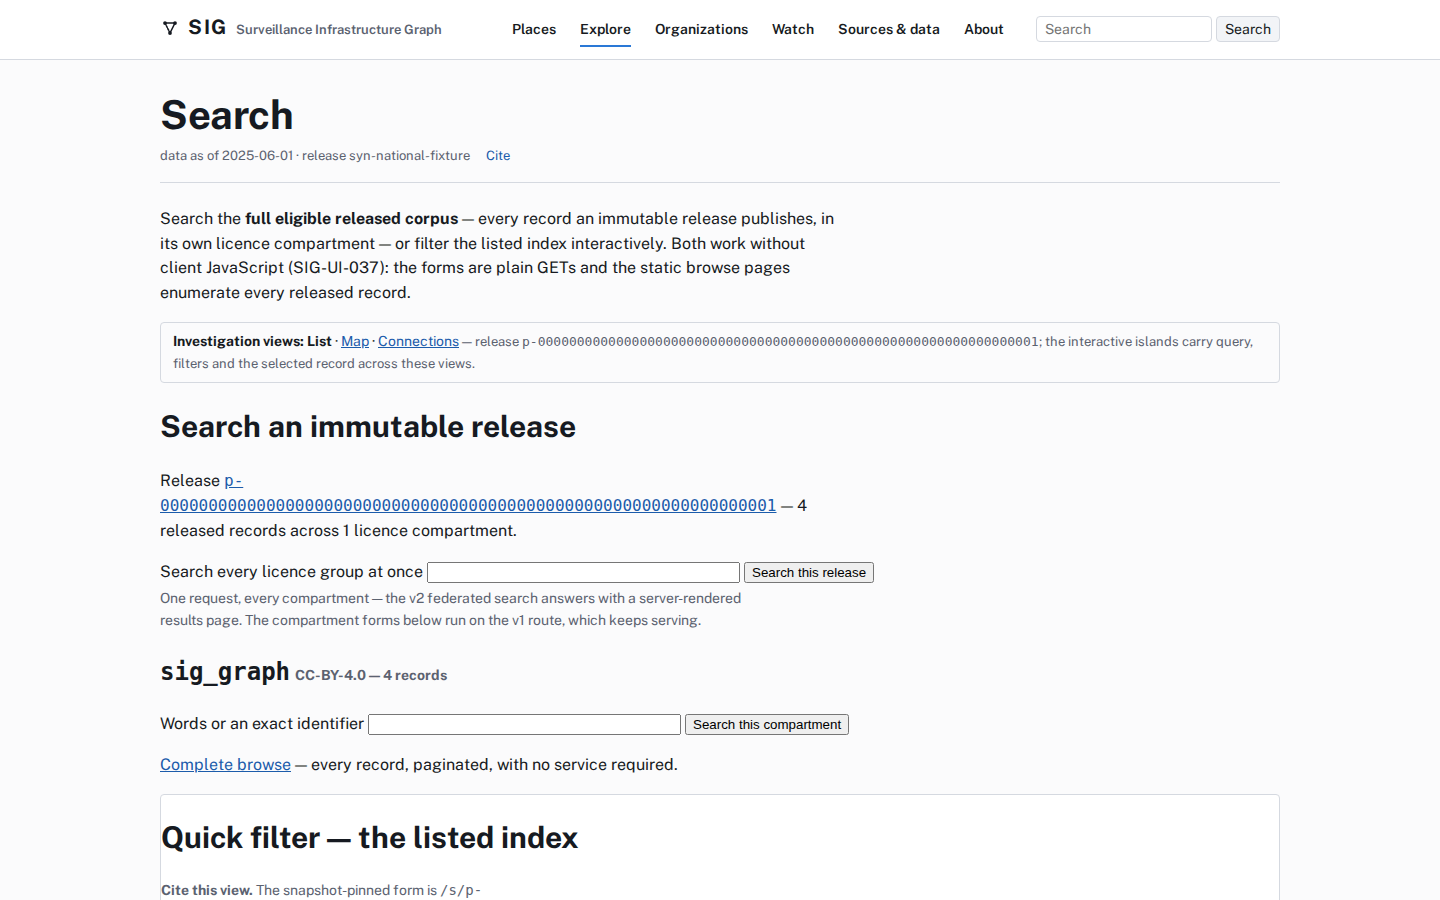 SIG Surveillance Infrastructure Graph Places Explore Organizations Watch Sources & data About Search Search
Search
data as of 2025-06-01 · release syn-national-fixture Cite
Search the full eligible released corpus — every record an immutable release publishes, in
its own licence compartment — or filter the listed index interactively. Both work without
client JavaScript (SIG-UI-037): the forms are plain GETs and the static browse pages
enumerate every released record.
Investigation views: List · Map · Connections — release p-0000000000000000000000000000000000000000000000000000000000000001; the interactive islands carry query,
filters and the selected record across these views.
Search an immutable release
Release p-
0000000000000000000000000000000000000000000000000000000000000001 — 4
released records across 1 licence compartment.
Search every licence group at once Search this release
One request, every compartment — the v2 federated search answers with a server-rendered
results page. The compartment forms below run on the v1 route, which keeps serving.
sig_graph CC-BY-4.0 — 4 records
Words or an exact identifier Search this compartment
Complete browse — every record, paginated, with no service required.
Quick filter — the listed index
Cite this view. The snapshot-pinned form is /s/p-